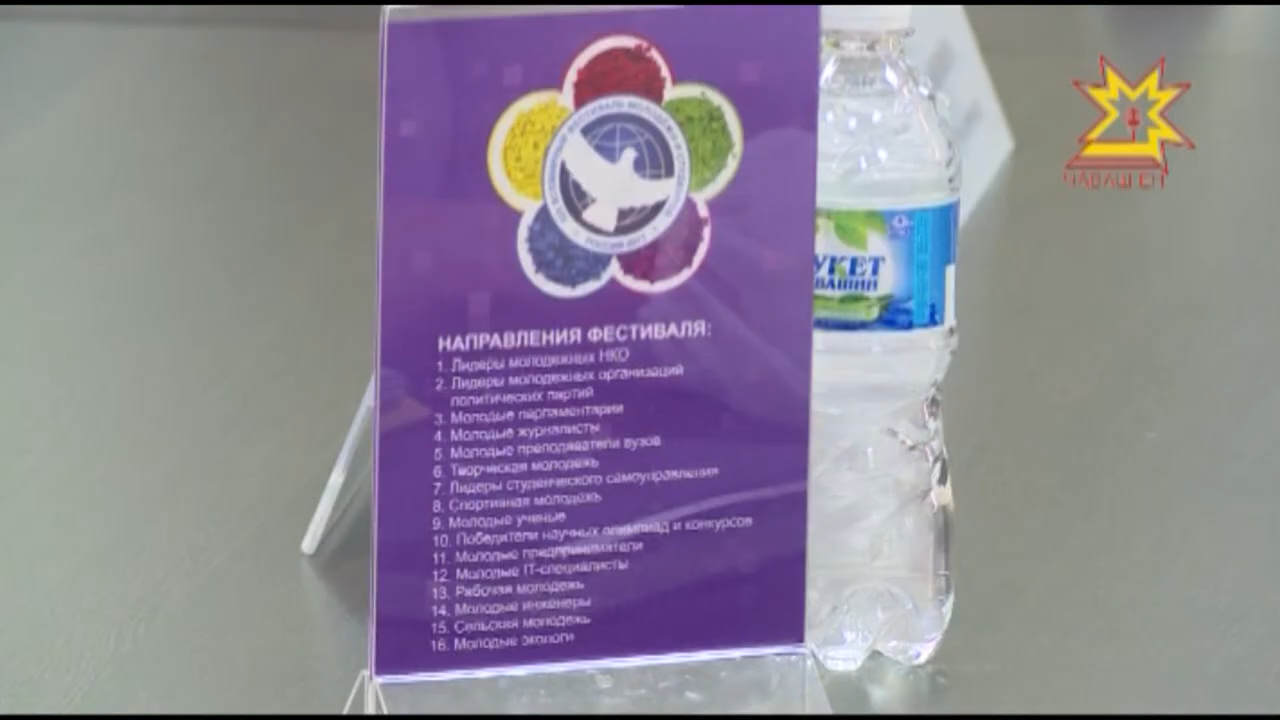 НАПРАВЛЕНИЯ ФЕСТИВАЛЯ:
1. Лидеры молодежных НКО
2. Лидеры молодежных организаций
политических партий
3. Молодые парламентарии
4. Молодые журналисты
5. Молодые преподаватели вузов
6. Творческая молодежь
7. Лидеры студенческого самоуправления
8. Спортивная молодежь
9. Молодые ученые
10. Победители научных олимпиад и конкурсов
11. Молодые предприниматели
12. Молодые IT-специалисты
13. Рабочая молодежь
14. Молодые инженеры
15. Сельская молодежь
16. Молодые экологи
УКЕТ
ВАШИИ
ЧАВАШ ЕН